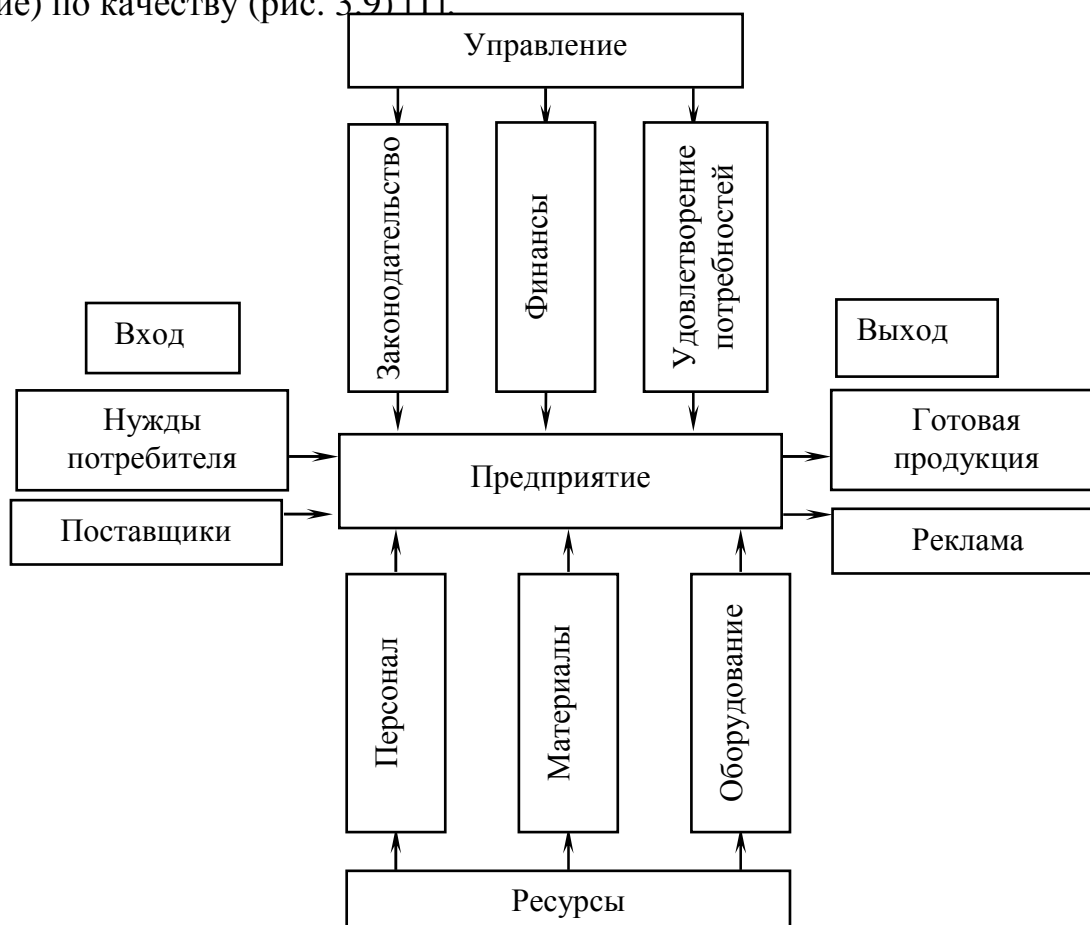 ие) по качеству (рис. 3.9) [1].
Управление
Законодательство
Финансы
Удовлетворение
потребностей
Вход
Выход
Нужды
потребителя
Готовая
продукция
Предприятие
Поставщики
Реклама
Персонал
Материалы
Оборудование
Ресурсы